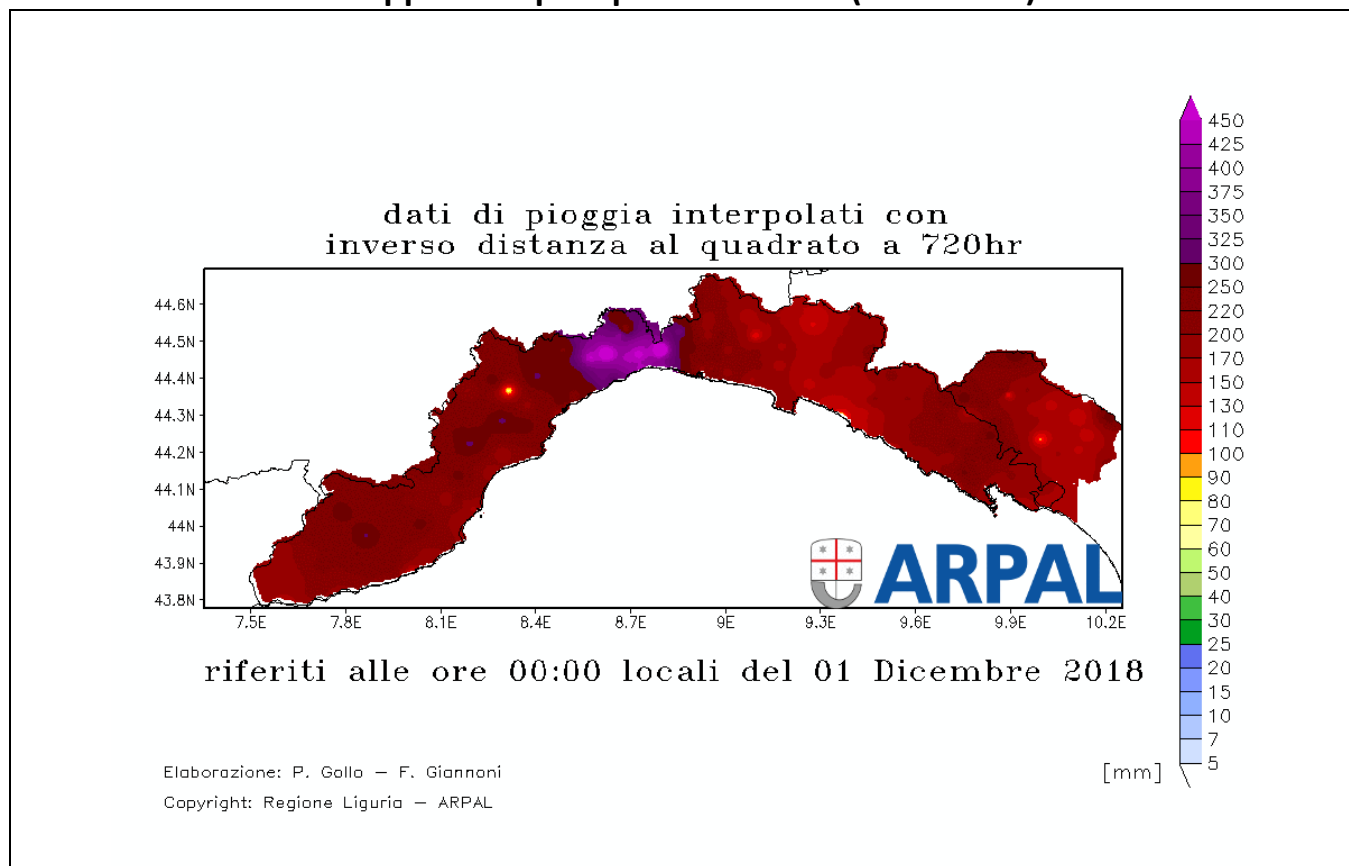 dati di pioggia interpolati con
inverso distanza al quadrato a 720hr
450
425
400
375
350
325
300
250
220
200
170
150
130
110
100
90
80
70
60
50
40
30
25
20
15
10
7
5
[mm]
44.6N
44.5N
44.4N
44.3N
44.2N
44.1N
44N
43.9N
43.8N
7.5E 7.8E 8.1E 8.4E 8.7E 9E 9.3E 9.6E 9.9E 10.2E
ARPAL
riferiti alle ore 00:00 locali del 01 Dicembre 2018
Elaborazione: P. Gollo – F. Giannoni
Copyright: Regione Liguria – ARPAL